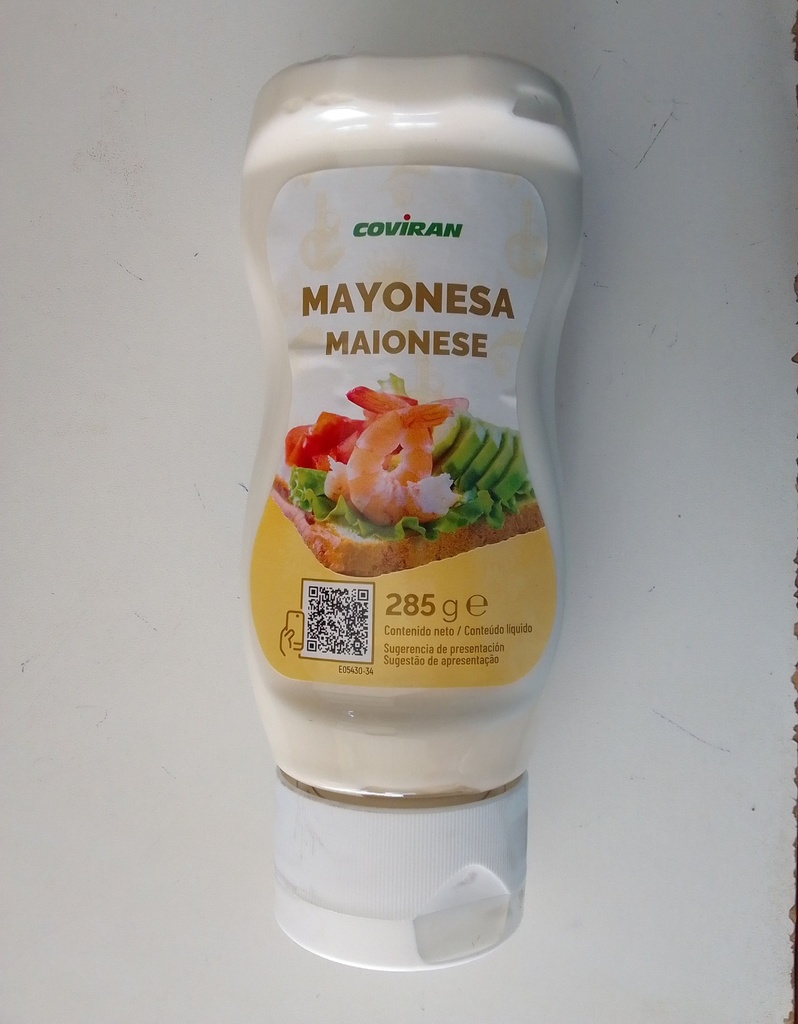 COVIRAN
MAYONESA
MAIONESE
285 g ℮
Contenido neto / Conteúdo líquido
Sugerencia de presentación
Sugestão de apresentação
E05430-34